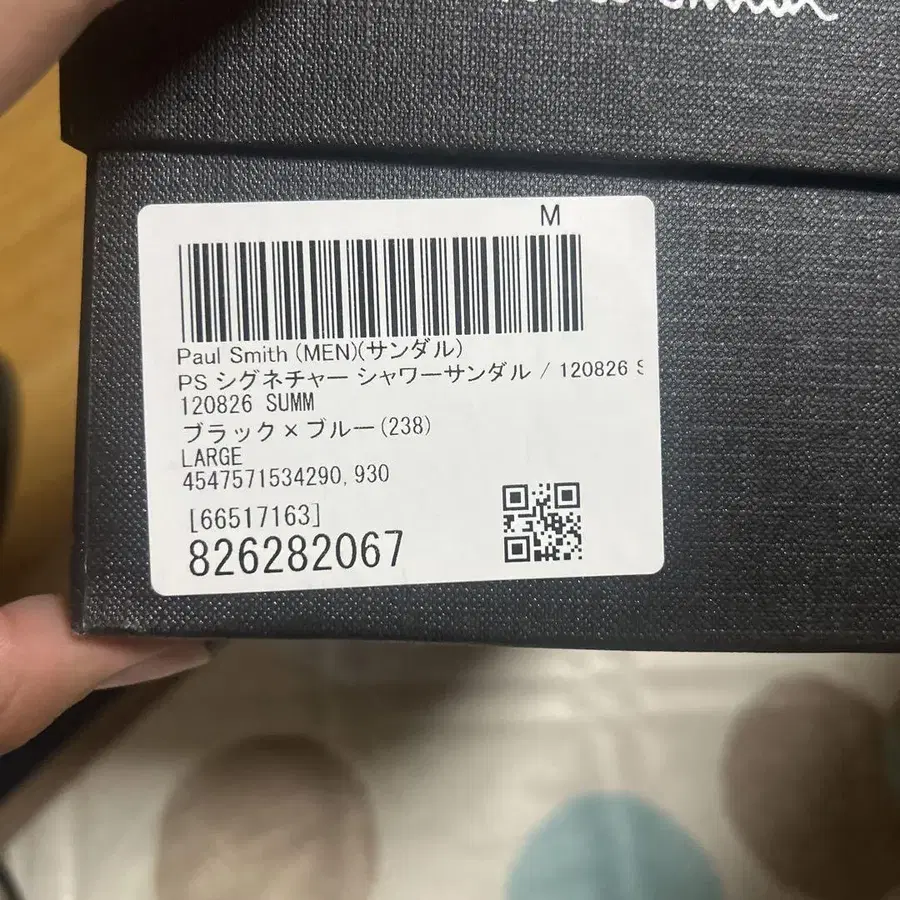 Smith
M
Paul Smith (MEN)(サンダル)
PS シグネチャー シャワーサンダル / 120826 S
120826 SUMM
ブラック×ブルー(238)
LARGE
4547571534290, 930
[66517163]
826282067